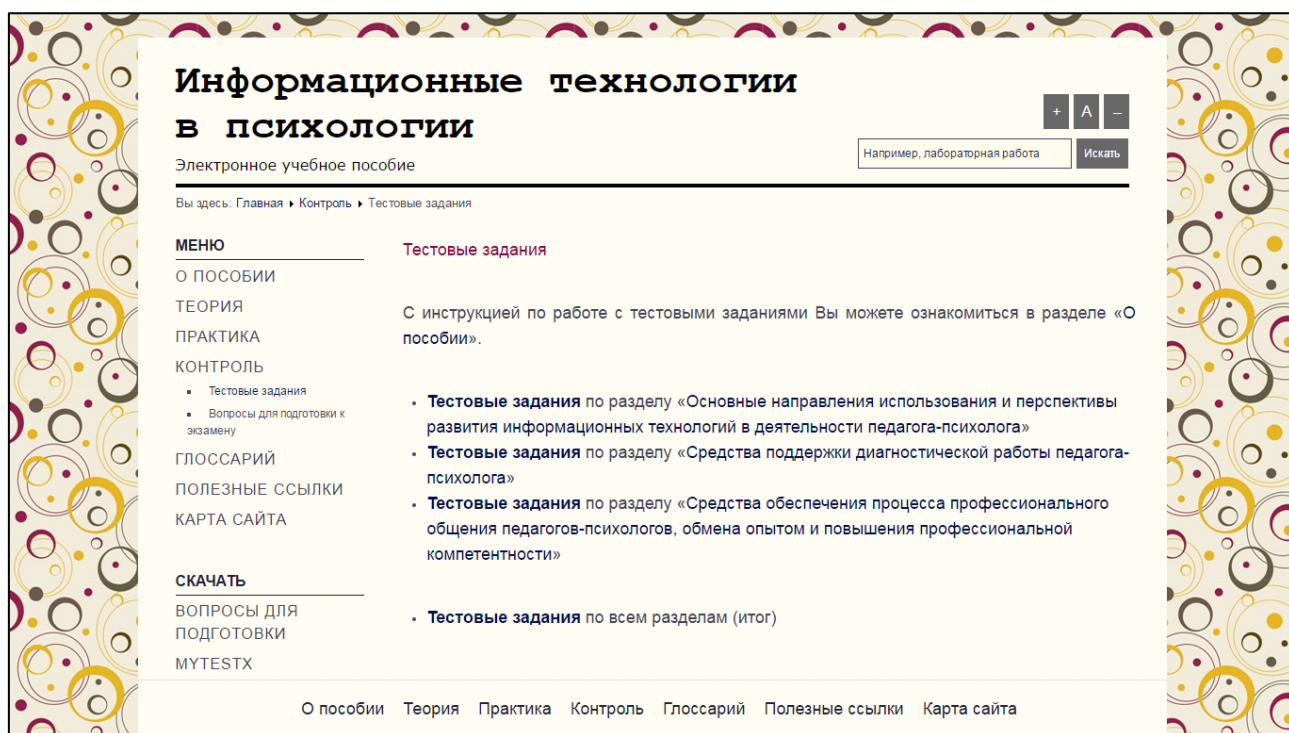 Информационные технологии
в психологии
Электронное учебное пособие
+ A –
Например, лабораторная работа Искать
Вы здесь: Главная Контроль Тестовые задания
МЕНЮ
О ПОСОБИИ
ТЕОРИЯ
ПРАКТИКА
КОНТРОЛЬ
Тестовые задания
Вопросы для подготовки к
экзамену
ГЛОССАРИЙ
ПОЛЕЗНЫЕ ССЫЛКИ
КАРТА САЙТА
СКАЧАТЬ
ВОПРОСЫ ДЛЯ
ПОДГОТОВКИ
MYTESTX
Тестовые задания
С инструкцией по работе с тестовыми заданиями Вы можете ознакомиться в разделе «О
пособии».
Тестовые задания по разделу «Основные направления использования и перспективы
развития информационных технологий в деятельности педагога-психолога»
Тестовые задания по разделу «Средства поддержки диагностической работы педагога-
психолога»
Тестовые задания по разделу «Средства обеспечения процесса профессионального
общения педагогов-психологов, обмена опытом и повышения профессиональной
компетентности»
Тестовые задания по всем разделам (итог)
О пособии Теория Практика Контроль Глоссарий Полезные ссылки Карта сайта